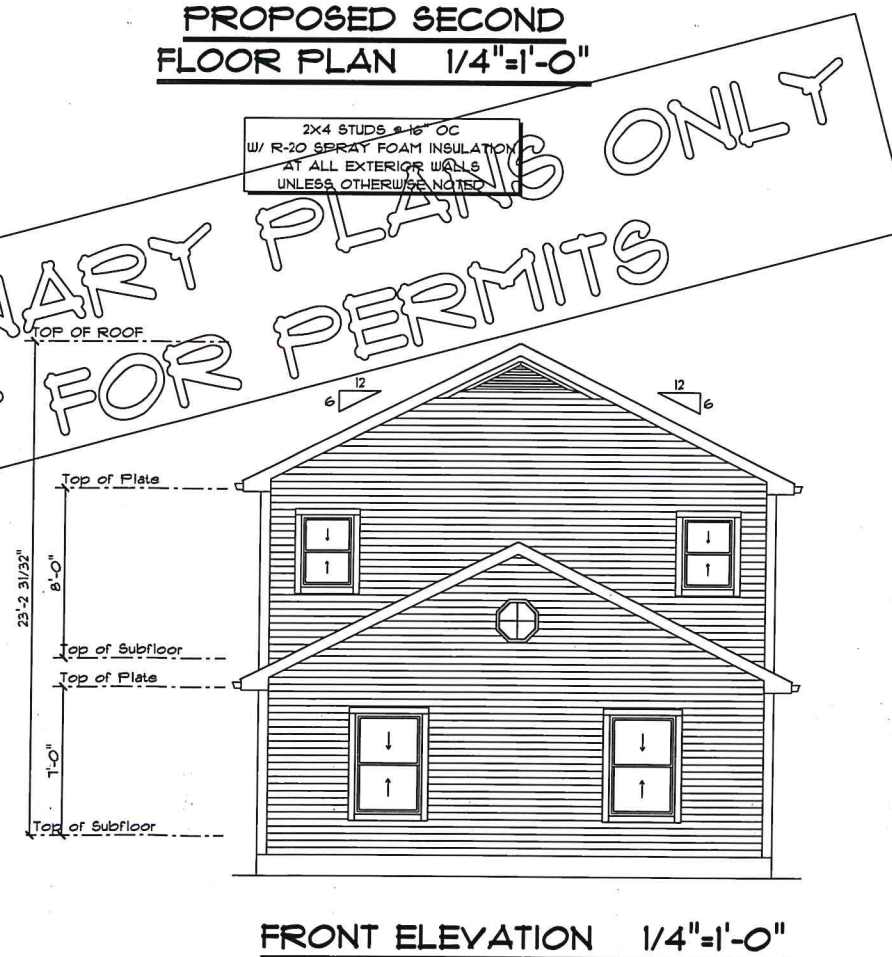 PROPOSED SECOND
FLOOR PLAN 1/4"=1'-0"
2X4 STUDS @ 16" OC
W/ R-20 SPRAY FOAM INSULATION
AT ALL EXTERIOR WALLS
UNLESS OTHERWISE NOTED
PLANS ONLY
FOR PERMITS
TOP OF ROOF
12
6
12
6
Top of Plate
23'-2 31/32"
8'-0"
Top of Subfloor
Top of Plate
7'-0"
Top of Subfloor
FRONT ELEVATION 1/4"=1'-0"